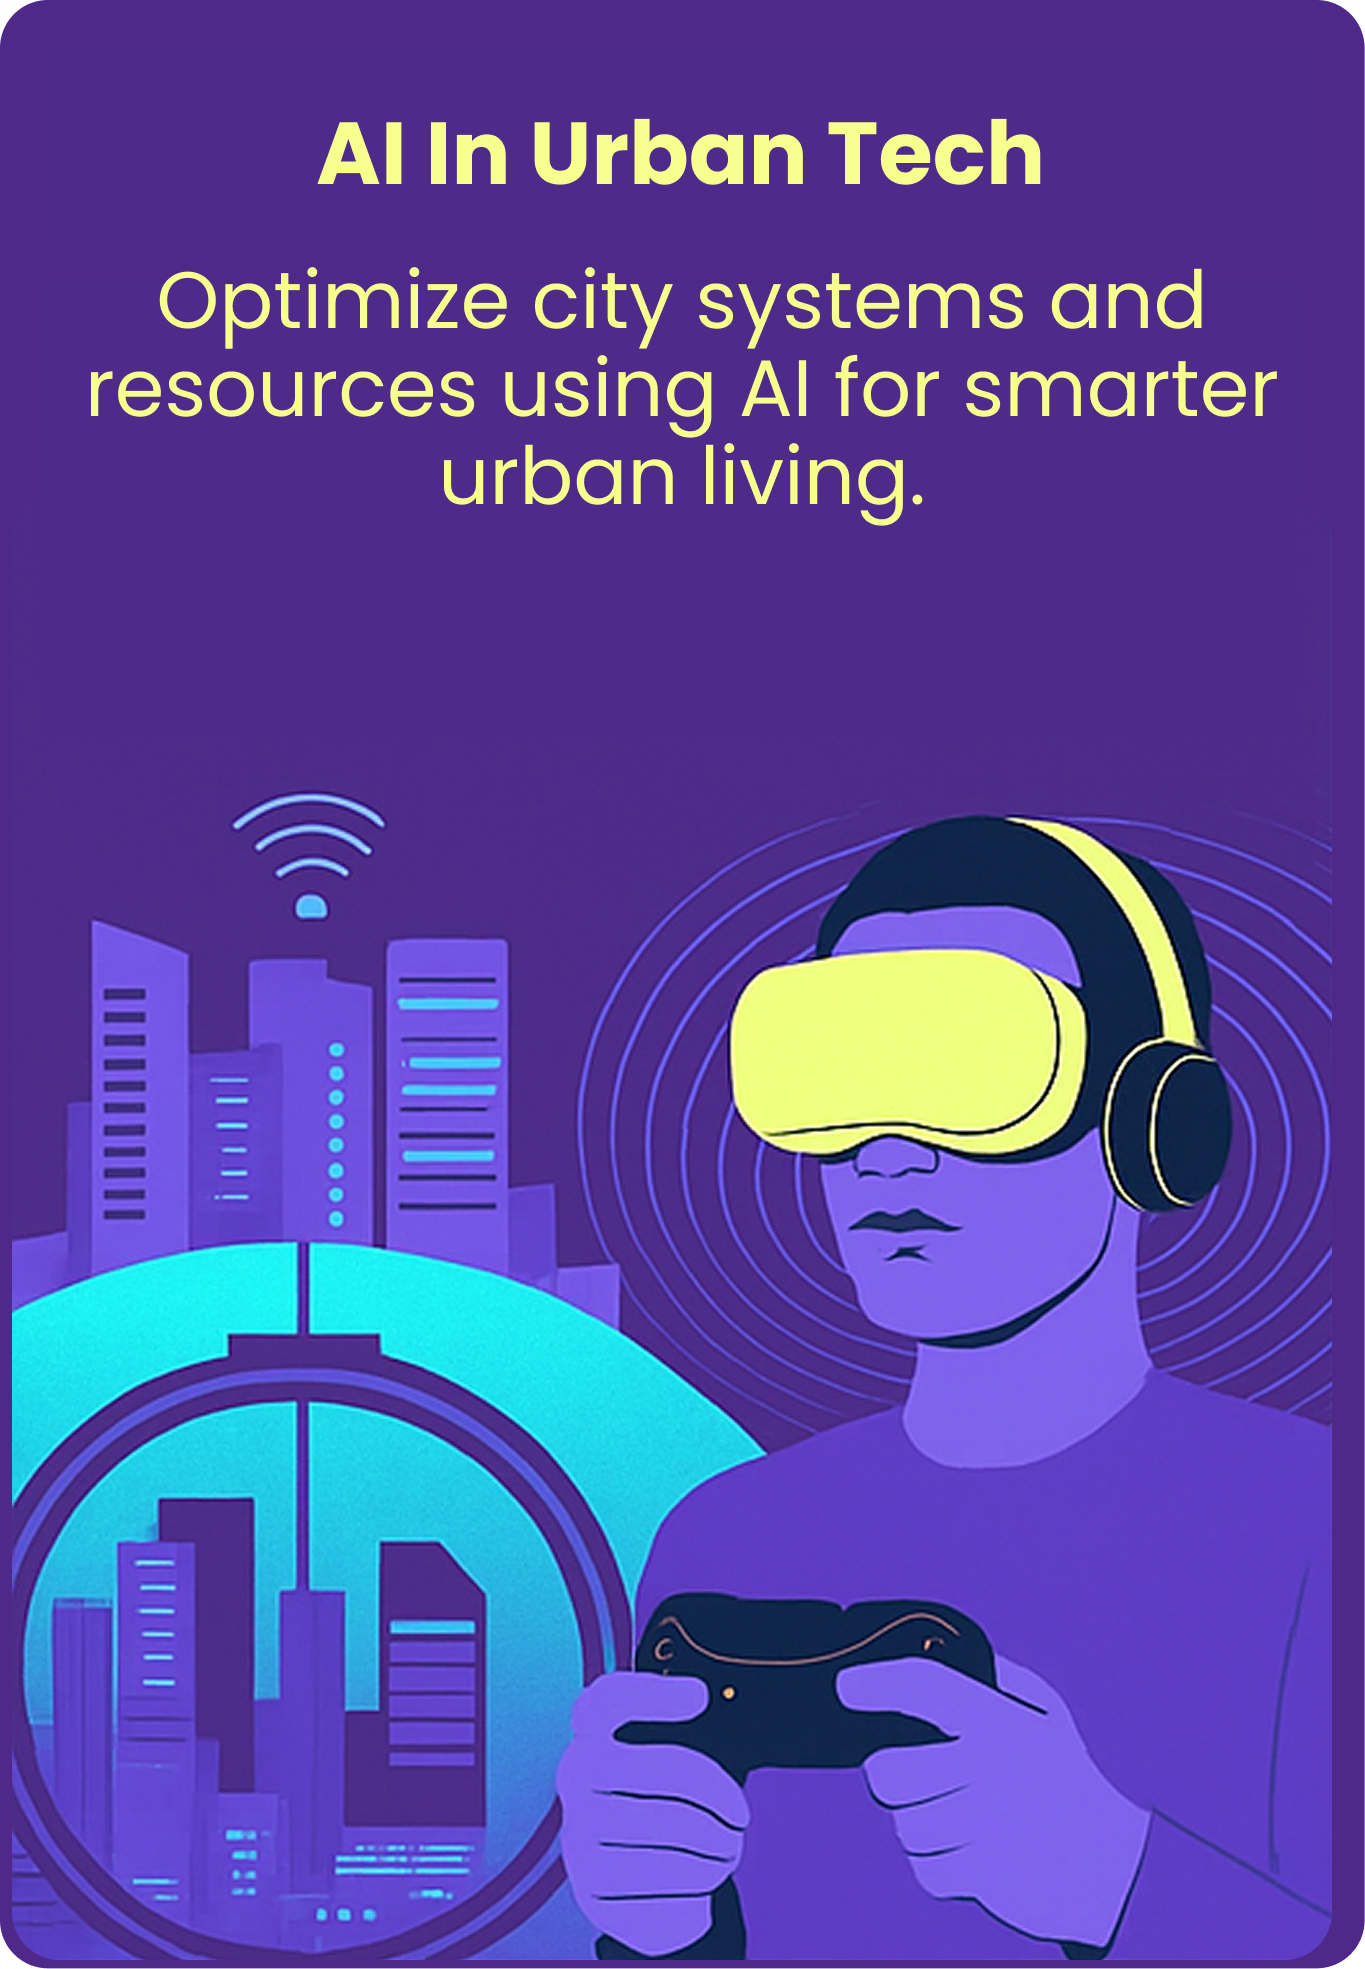 AI In Urban Tech
Optimize city systems and
resources using AI for smarter
urban living.